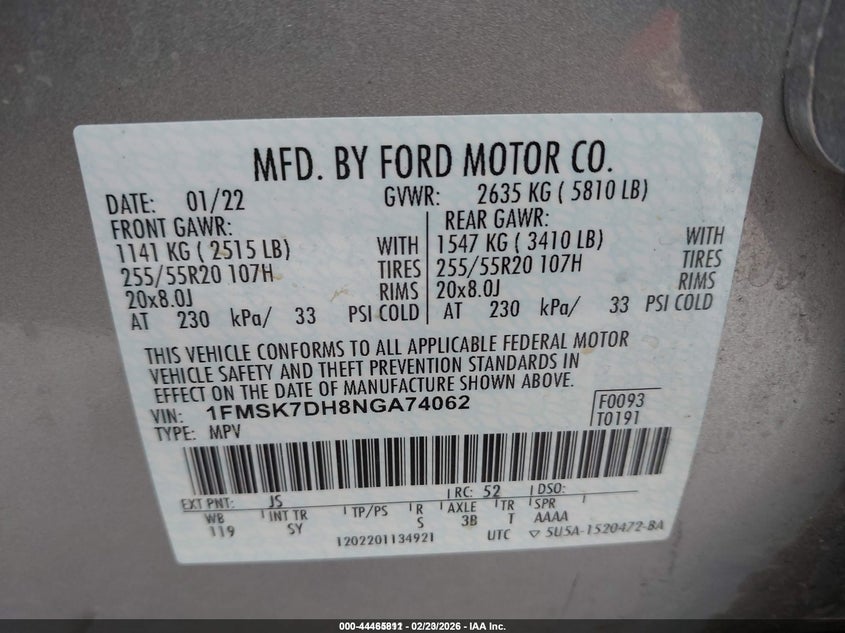 MFD. BY FORD MOTOR CO.
DATE: 01/22 GVWR: 2635 KG ( 5810 LB)
FRONT GAWR: REAR GAWR:
1141 KG ( 2515 LB) WITH 1547 KG ( 3410 LB) WITH
255/55R20 107H TIRES 255/55R20 107H TIRES
20x8.0J RIMS 20x8.0J RIMS
AT 230 kPa/ 33 PSI COLD AT 230 kPa/ 33 PSI COLD
THIS VEHICLE CONFORMS TO ALL APPLICABLE FEDERAL MOTOR
VEHICLE SAFETY AND THEFT PREVENTION STANDARDS IN
EFFECT ON THE DATE OF MANUFACTURE SHOWN ABOVE.
VIN: 1FMSK7DH8NGA74062 F0093
TYPE: MPV T0191
EXT PNT: JS RC: 52 DSO:
WB INT TR TP/PS R AXLE TR SPR
119 SY S 3B T AAAA
1202201134921 UTC ▽ 5U5A-1520472-BA
02/23/2026 - IAA Inc.